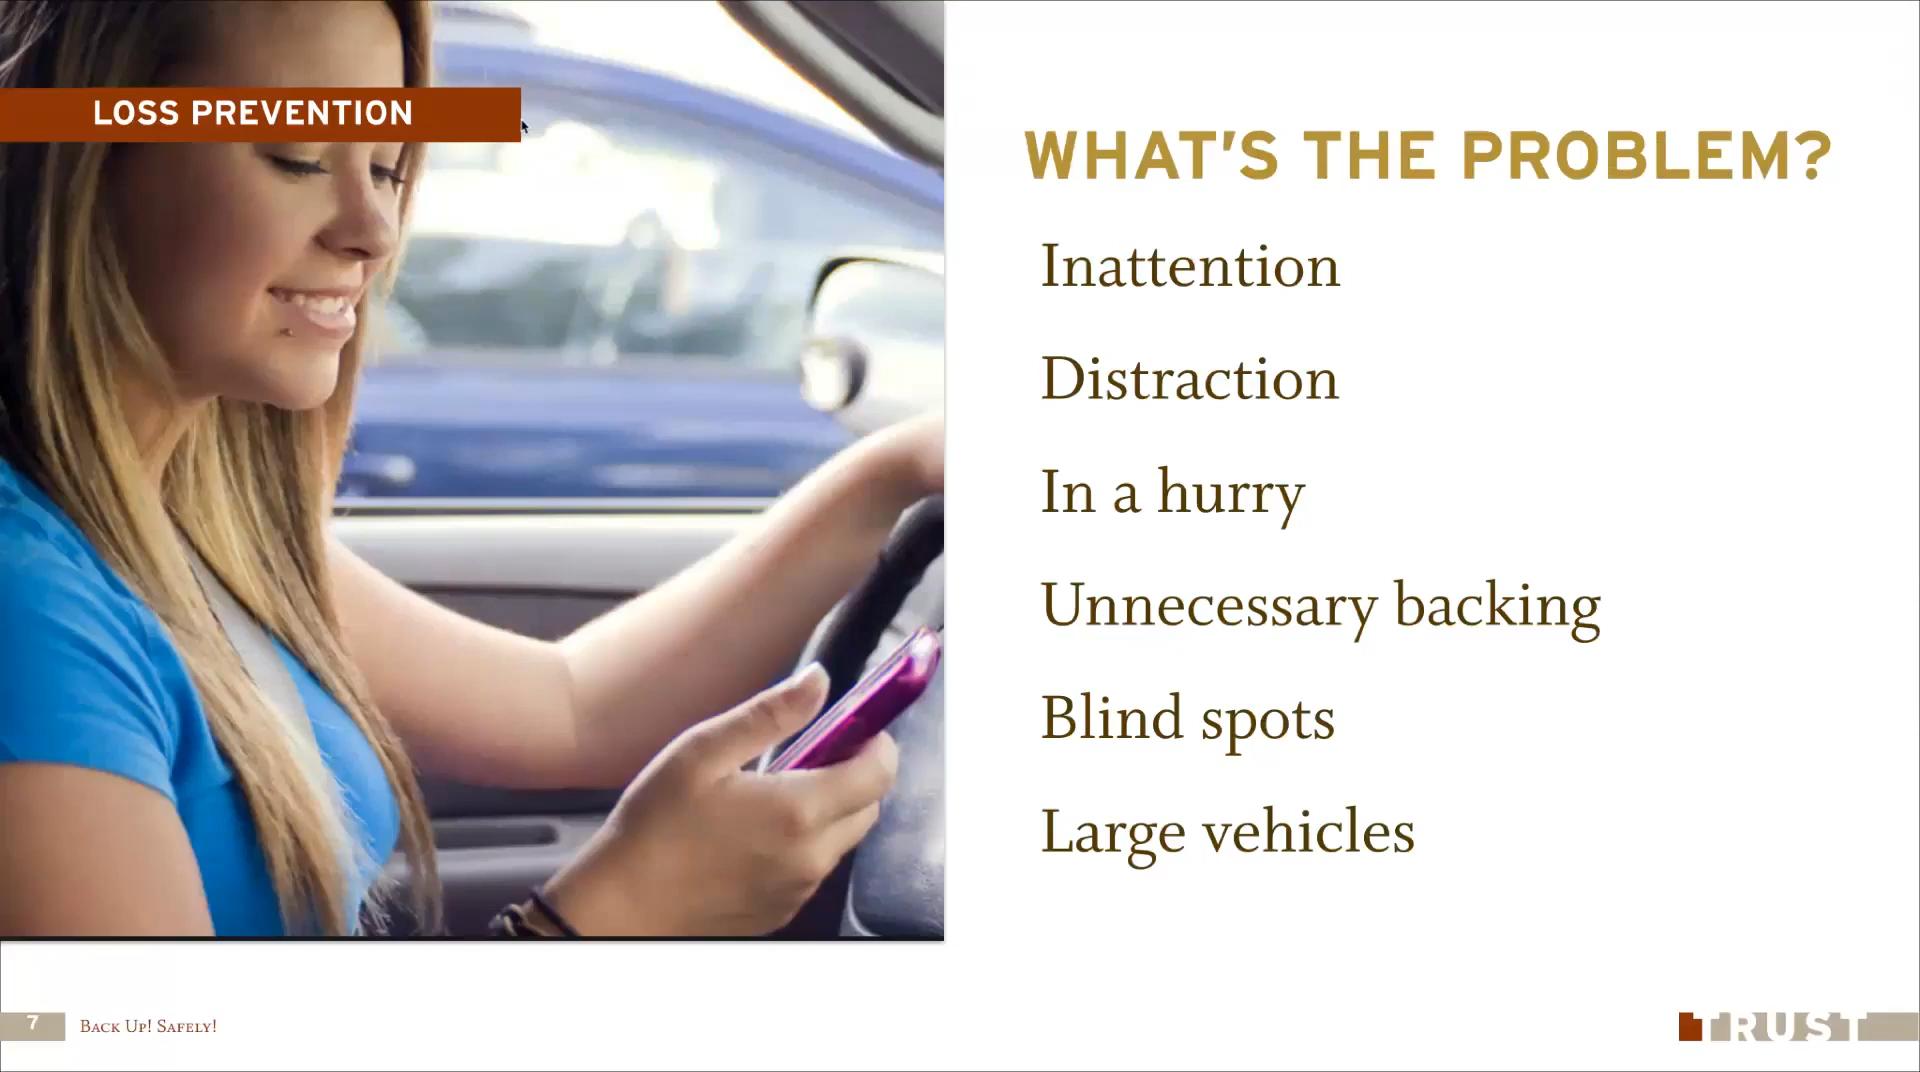 LOSS PREVENTION
WHAT'S THE PROBLEM?
Inattention
Distraction
In a hurry
Unnecessary backing
Blind spots
Large vehicles
7 Back Up! Safely!
TRUST